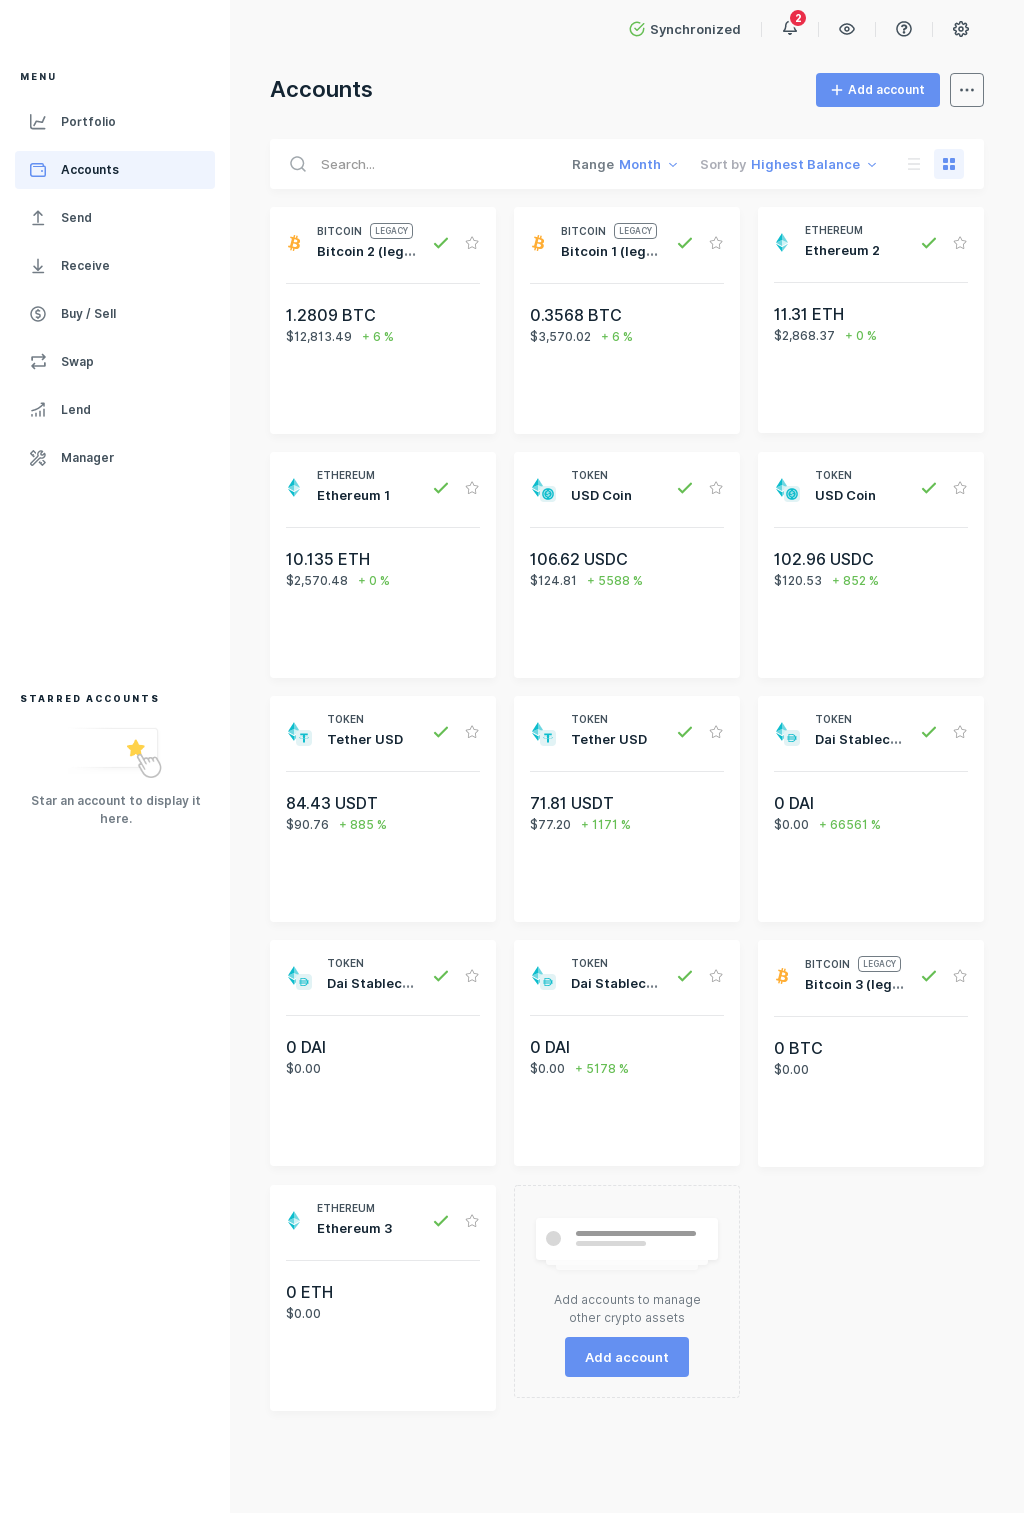 Synchronized
2
MENU
Portfolio
Accounts
Send
Receive
Buy / Sell
Swap
Lend
Manager
STARRED ACCOUNTS
Star an account to display it
here.
Accounts
Add account
Search...
Range Month
Sort by Highest Balance
BITCOIN LEGACY
Bitcoin 2 (leg...
1.2809 BTC
$12,813.49 + 6 %
BITCOIN LEGACY
Bitcoin 1 (leg...
0.3568 BTC
$3,570.02 + 6 %
ETHEREUM
Ethereum 2
11.31 ETH
$2,868.37 + 0 %
ETHEREUM
Ethereum 1
10.135 ETH
$2,570.48 + 0 %
TOKEN
USD Coin
106.62 USDC
$124.81 + 5588 %
TOKEN
USD Coin
102.96 USDC
$120.53 + 852 %
TOKEN
Tether USD
84.43 USDT
$90.76 + 885 %
TOKEN
Tether USD
71.81 USDT
$77.20 + 1171 %
TOKEN
Dai Stablec...
0 DAI
$0.00 + 66561 %
TOKEN
Dai Stablec...
0 DAI
$0.00
TOKEN
Dai Stablec...
0 DAI
$0.00 + 5178 %
BITCOIN LEGACY
Bitcoin 3 (leg...
0 BTC
$0.00
ETHEREUM
Ethereum 3
0 ETH
$0.00
Add accounts to manage
other crypto assets
Add account